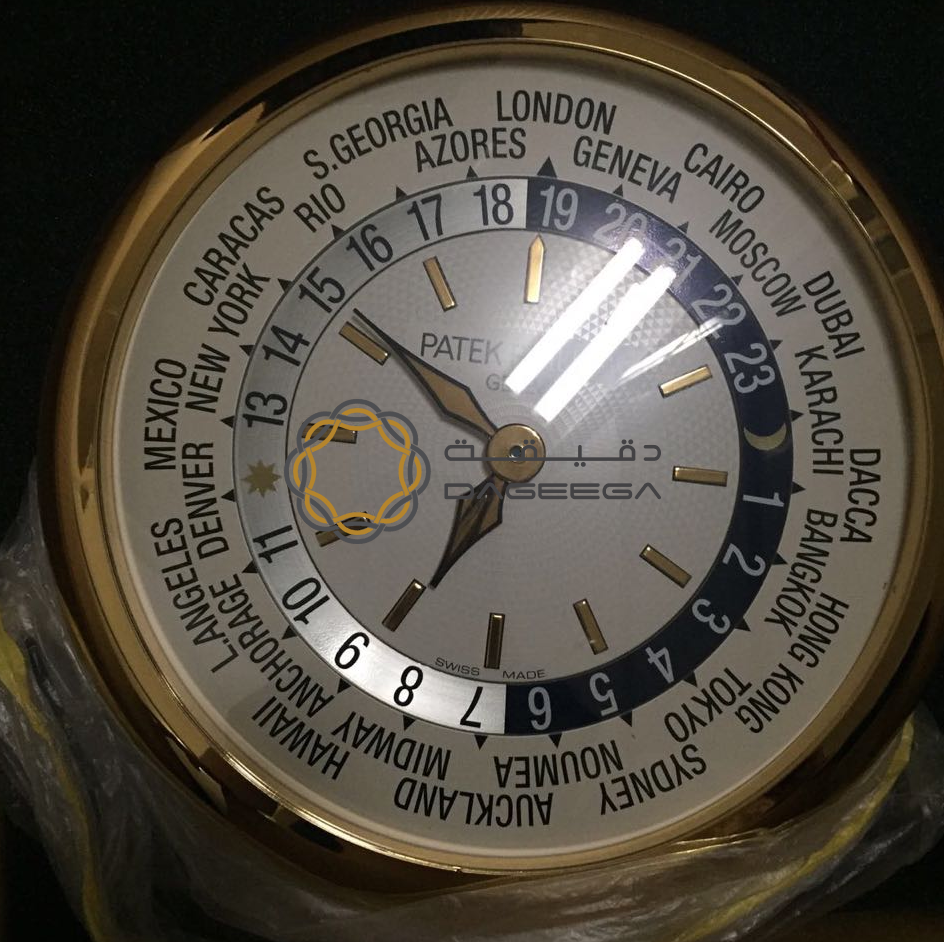 LONDON
GENEVA
CAIRO
MOSCOW
DUBAI
KARACHI
DACCA
BANGKOK
HONG KONG
TOKYO
SYDNEY
NOUMEA
AUCKLAND
MIDWAY
HAWAII
ANCHORAGE
L.ANGELES
DENVER
MEXICO
NEW YORK
CARACAS
RIO
S.GEORGIA
AZORES
18 19 20 21 22 23 1 2 3 4 5 6 7 8 9 10 11 13 14 15 16 17
PATEK
دقيقة
DAGEEGA
SWISS MADE